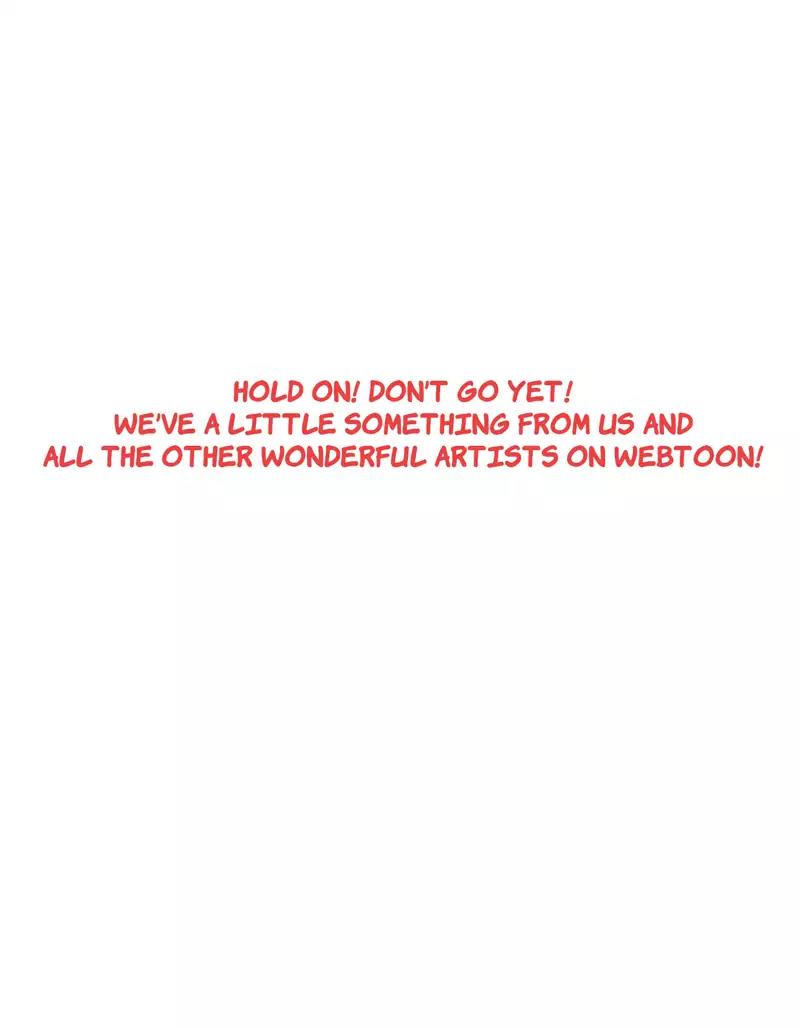 HOLD ON! DON'T GO YET!
WE'VE A LITTLE SOMETHING FROM US AND
ALL THE OTHER WONDERFUL ARTISTS ON WEBTOON!